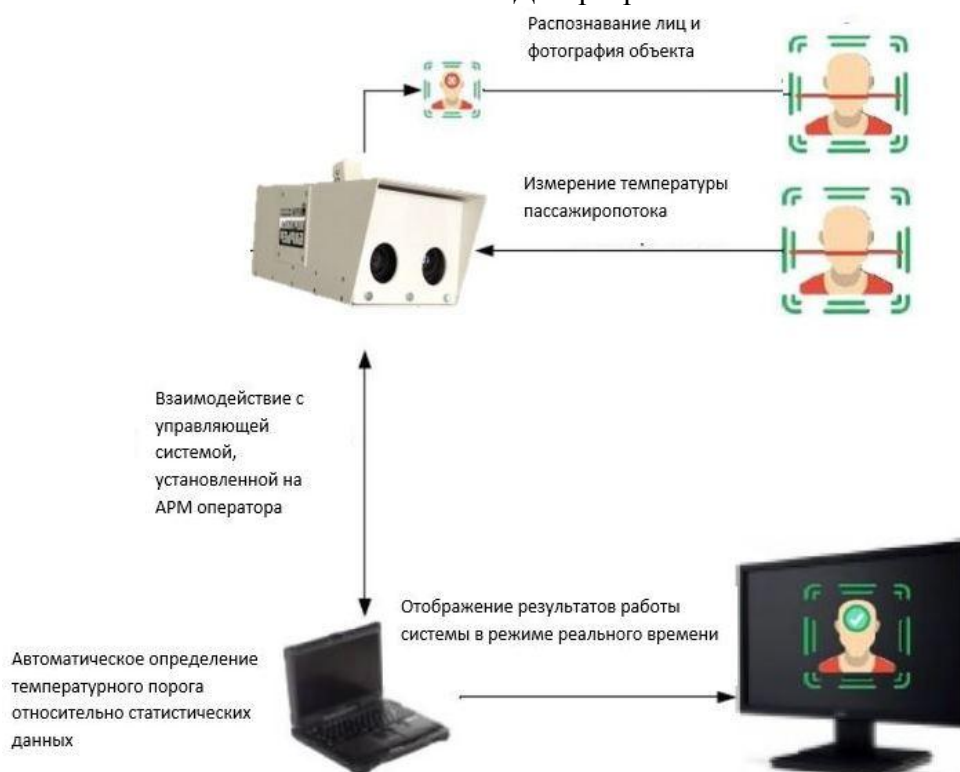 Распознавание лиц и
фотография объекта
Измерение температуры
пассажиропотока
Взаимодействие с
управляющей
системой,
установленной на
АРМ оператора
Отображение результатов работы
системы в режиме реального времени
Автоматическое определение
температурного порога
относительно статистических
данных